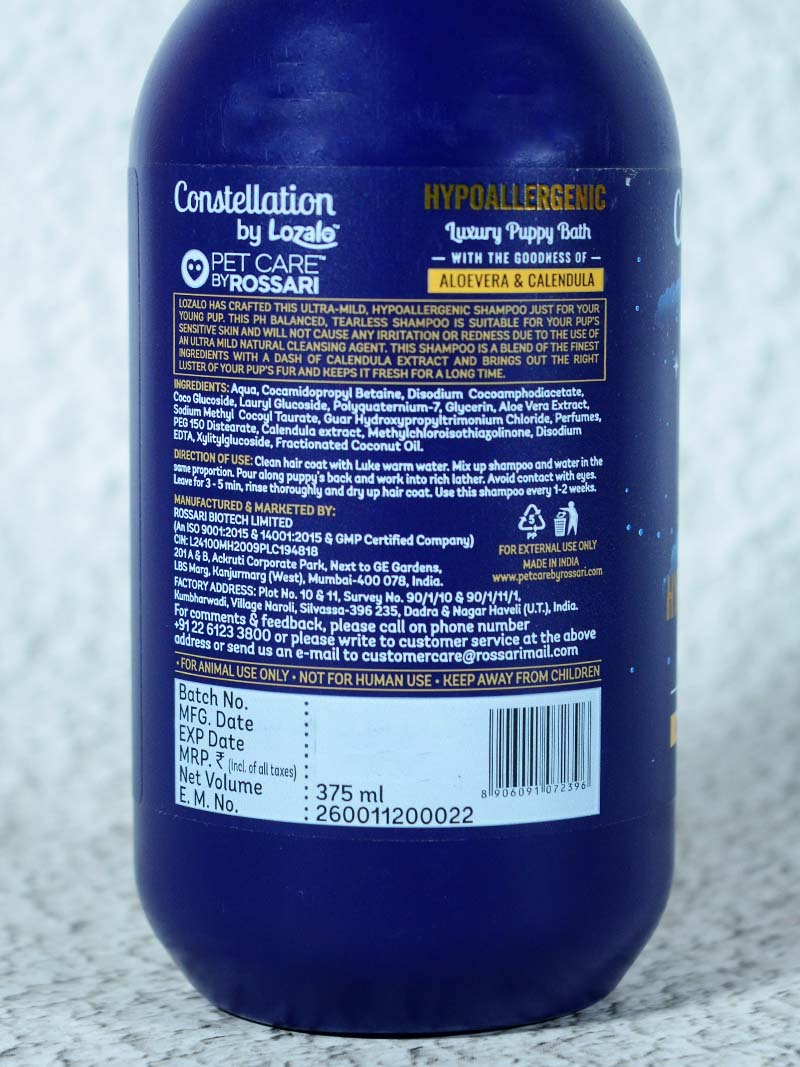 Constellation
by Lozalo™
PET CARE™
BY ROSSARI
HYPOALLERGENIC
Luxury Puppy Bath
— WITH THE GOODNESS OF —
ALOEVERA & CALENDULA
LOZALO HAS CRAFTED THIS ULTRA-MILD, HYPOALLERGENIC SHAMPOO JUST FOR YOUR
YOUNG PUP. THIS PH BALANCED, TEARLESS SHAMPOO IS SUITABLE FOR YOUR PUP'S
SENSITIVE SKIN AND WILL NOT CAUSE ANY IRRITATION OR REDNESS DUE TO THE USE OF
AN ULTRA MILD NATURAL CLEANSING AGENT. THIS SHAMPOO IS A BLEND OF THE FINEST
INGREDIENTS WITH A DASH OF CALENDULA EXTRACT AND BRINGS OUT THE RIGHT
LUSTER OF YOUR PUP'S FUR AND KEEPS IT FRESH FOR A LONG TIME.
INGREDIENTS: Aqua, Cocamidopropyl Betaine, Disodium Cocoamphodiacetate,
Coco Glucoside, Lauryl Glucoside, Polyquaternium-7, Glycerin, Aloe Vera Extract,
Sodium Methyl Cocoyl Taurate, Guar Hydroxypropyltrimonium Chloride, Perfumes,
PEG 150 Distearate, Calendula extract, Methylchloroisothiazolinone, Disodium
EDTA, Xylitylglucoside, Fractionated Coconut Oil.
DIRECTION OF USE: Clean hair coat with Luke warm water. Mix up shampoo and water in the
same proportion. Pour along puppy's back and work into rich lather. Avoid contact with eyes.
Leave for 3 - 5 min, rinse thoroughly and dry up hair coat. Use this shampoo every 1-2 weeks.
MANUFACTURED & MARKETED BY:
ROSSARI BIOTECH LIMITED
(An ISO 9001:2015 & 14001:2015 & GMP Certified Company)
CIN: L24100MH2009PLC194818
201 A & B, Ackruti Corporate Park, Next to GE Gardens,
LBS Marg, Kanjurmarg (West), Mumbai-400 078, India.
5
PP
FOR EXTERNAL USE ONLY
MADE IN INDIA
www.petcarebyrossari.com
FACTORY ADDRESS: Plot No. 10 & 11, Survey No. 90/1/10 & 90/1/11/1,
Kumbharwadi, Village Naroli, Silvassa-396 235, Dadra & Nagar Haveli (U.T.), India.
For comments & feedback, please call on phone number
+91 22 6123 3800 or please write to customer service at the above
address or send us an e-mail to customercare@rossarimail.com
• FOR ANIMAL USE ONLY • NOT FOR HUMAN USE • KEEP AWAY FROM CHILDREN
Batch No. :
MFG. Date :
EXP Date :
MRP. ₹ (Incl. of all taxes) :
Net Volume : 375 ml
E. M. No. : 260011200022
8 906091 072396